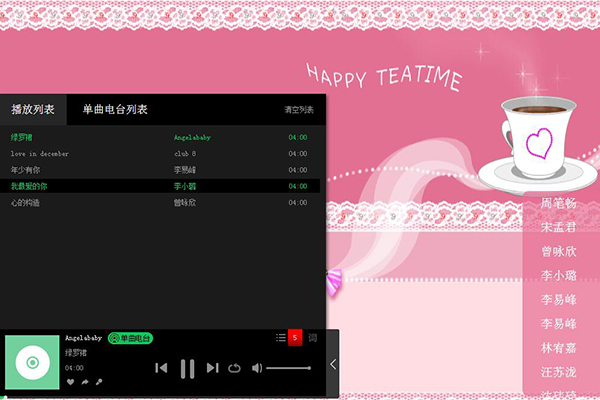 HAPPY TEATIME
播放列表 单曲电台列表 清空列表
绿罗裙 Angelababy 04:00
love in december club 8 04:00
年少有你 李易峰 04:00
我最爱的你 李小璐 04:00
心的构造 曾咏欣 04:00
周笔畅
宋孟君
曾咏欣
李小璐
李易峰
李易峰
林宥嘉
汪苏泷
Angelababy 单曲电台
绿罗裙
04:00
5 词